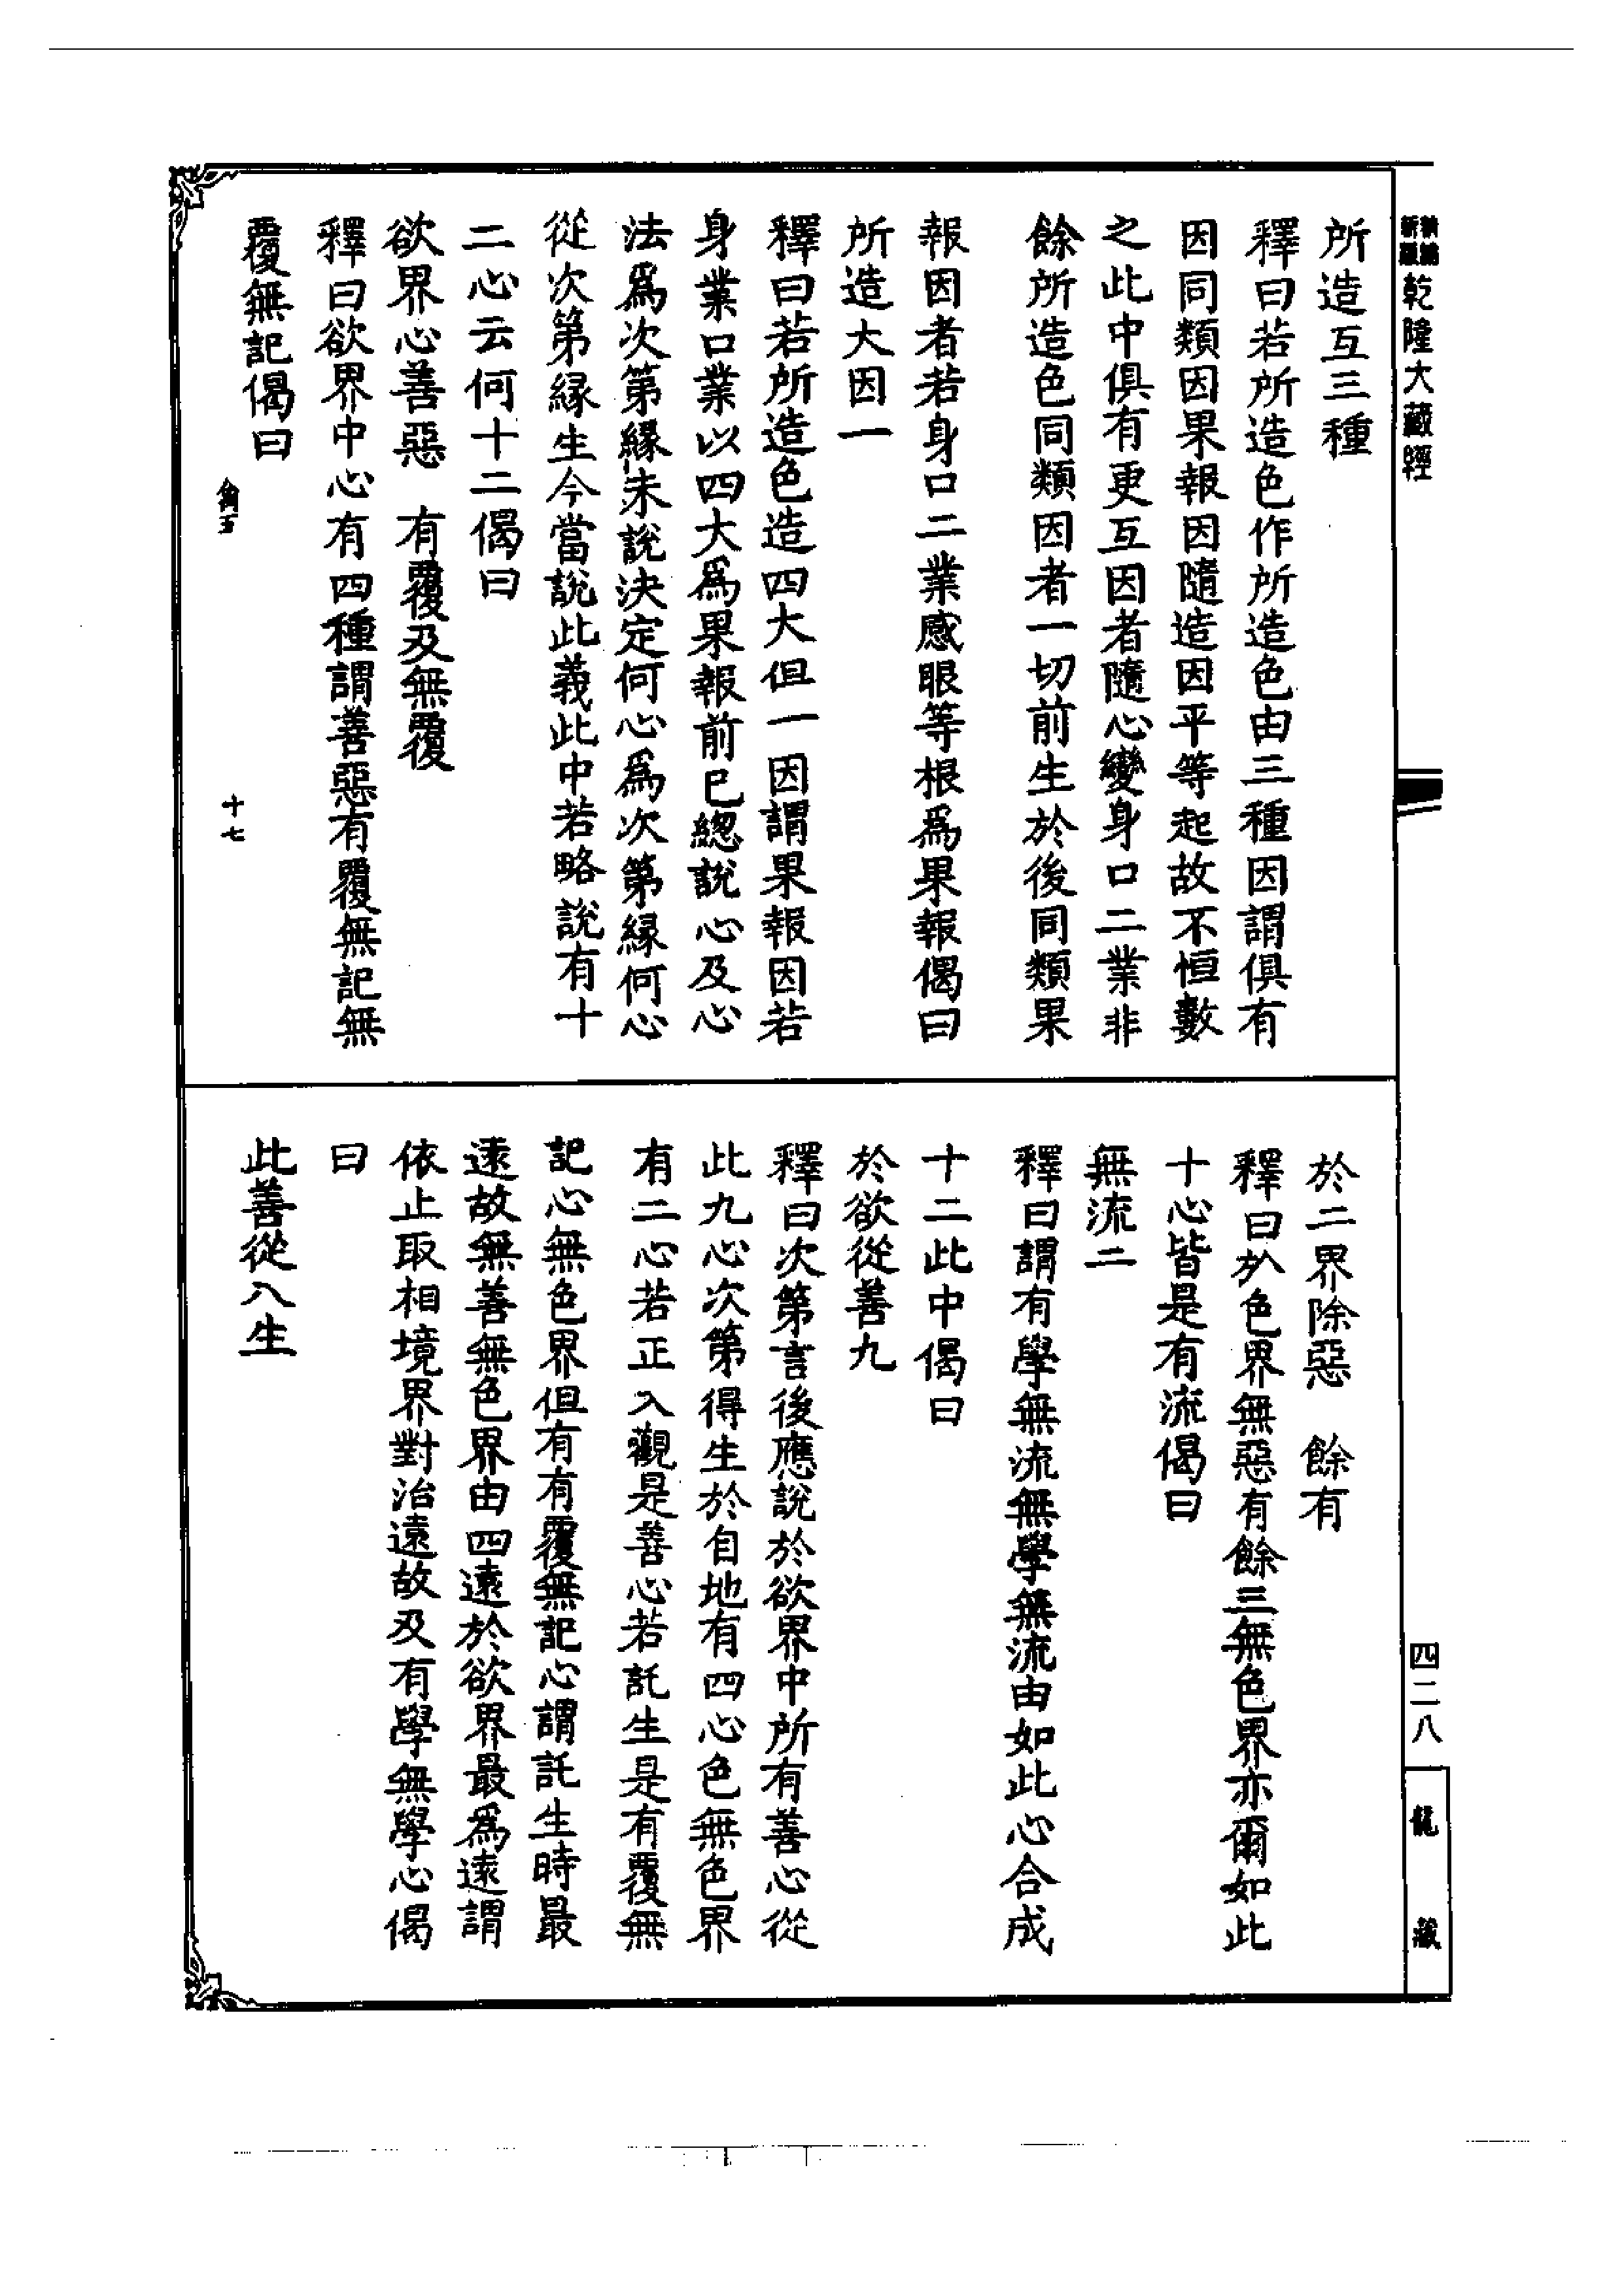 乾隆大藏經
所造互三種
釋曰若所造色作所造色由三種因謂俱有
因同類因果報因隨造因平等起故不恒數
之此中俱有更互因者隨心變身口二業非
餘所造色同類因者一切前生於後同類果
報因者若身口二業感眼等根爲果報偈曰
所造大因一
釋曰若所造色造四大但一因謂果報因若
身業口業以四大爲果報前已總說心及心
法爲次第緣未說決定何心爲次第緣何心
從次第緣生今當說此義此中若略說有十
二心云何十二偈曰
欲界心善惡　有覆及無覆
釋曰欲界中心有四種謂善惡有覆無記無
覆無記偈曰
十七
於二界除惡　餘有
釋曰於色界無惡有餘三無色界亦爾如此
十心皆是有流偈曰
無流二
釋曰謂有學無流無學無流由如此心合成
十二此中偈曰
於欲從善九
釋曰次第言後應說於欲界中所有善心從
此九心次第得生於自地有四心色無色界
有二心若正入觀是善心若託生是有覆無
記心無色界但有有覆無記心謂託生時最
遠故無善無色界由四遠於欲界最爲遠謂
依止取相境界對治遠故及有學無學心偈
曰
此善從八生
四二八
龍藏